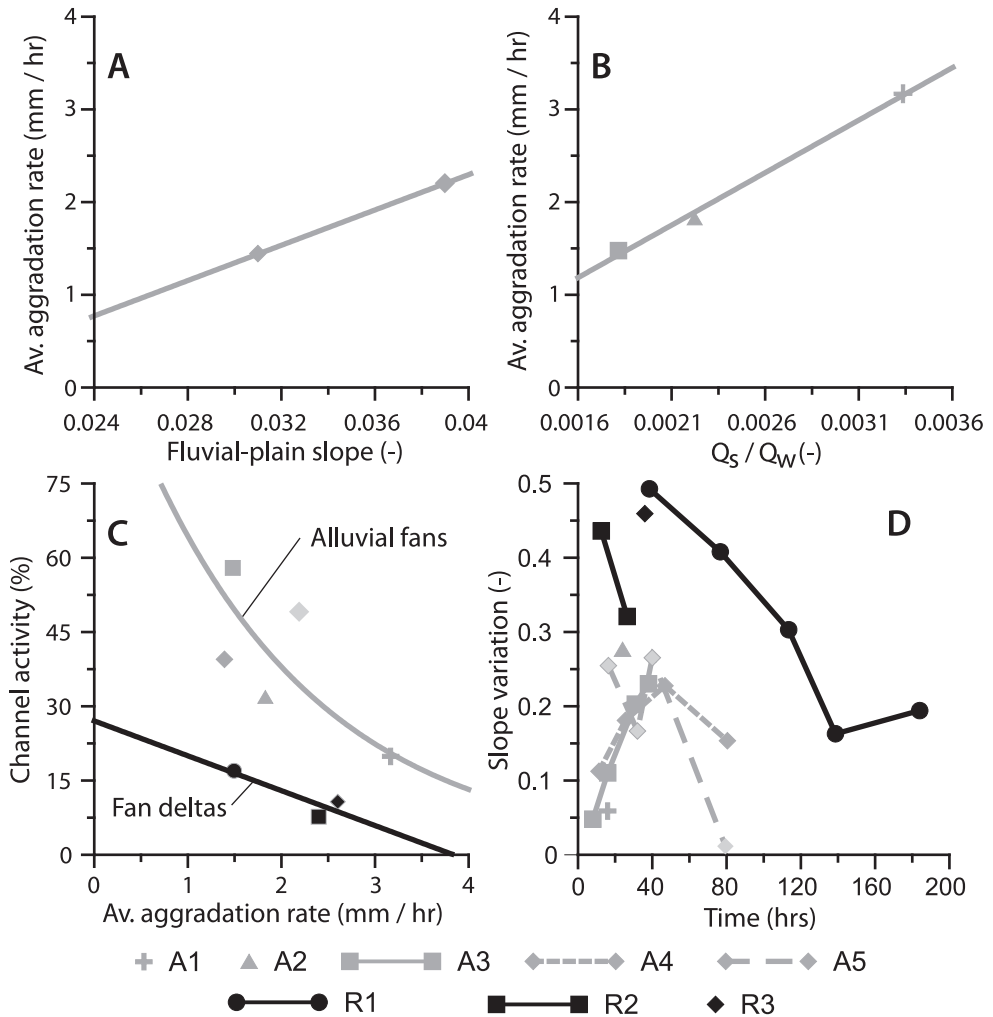 A
Av. aggradation rate (mm / hr)
4
3
2
1
0
0.024 0.028 0.032 0.036 0.04
Fluvial-plain slope (-)
B
Av. aggradation rate (mm / hr)
4
3
2
1
0
0.0016 0.0021 0.0026 0.0031 0.0036
Qs / Qw (-)
C
Channel activity (%)
75
60
45
30
15
0
Alluvial fans
Fan deltas
0 1 2 3 4
Av. aggradation rate (mm / hr)
D
Slope variation (-)
0.5
0.4
0.3
0.2
0.1
0
0 40 80 120 160 200
Time (hrs)
A1 A2 A3 A4 A5
R1 R2 R3